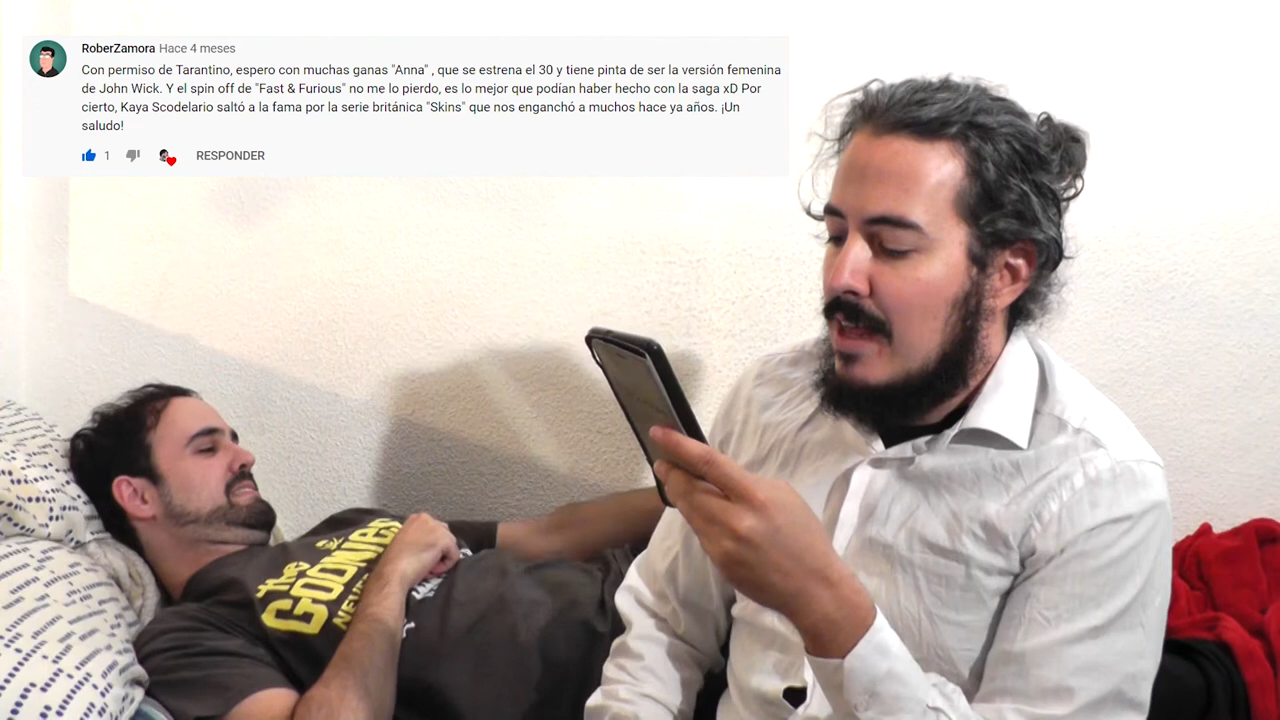 RoberZamora Hace 4 meses
Con permiso de Tarantino, espero con muchas ganas "Anna" , que se estrena el 30 y tiene pinta de ser la versión femenina
de John Wick. Y el spin off de "Fast & Furious" no me lo pierdo, es lo mejor que podían haber hecho con la saga xD Por
cierto, Kaya Scodelario saltó a la fama por la serie británica "Skins" que nos enganchó a muchos hace ya años. ¡Un
saludo!
1 RESPONDER
the
GOONIES